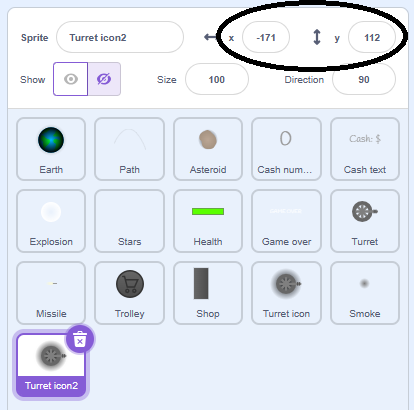 Sprite Turret icon2 x -171 y 112
Show Size 100 Direction 90
Cash: $
Earth Path Asteroid Cash num... Cash text
Explosion Stars Health Game over Turret
Missile Trolley Shop Turret icon Smoke
Turret icon2